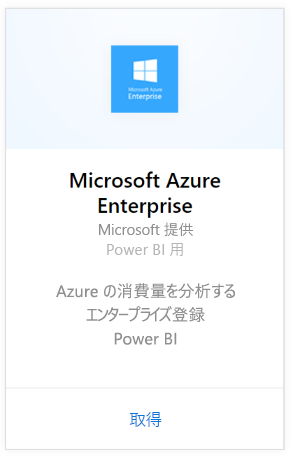 Microsoft Azure
Enterprise
Microsoft Azure
Enterprise
Microsoft 提供
Power BI 用
Azure の消費量を分析する
エンタープライズ登録
Power BI
取得